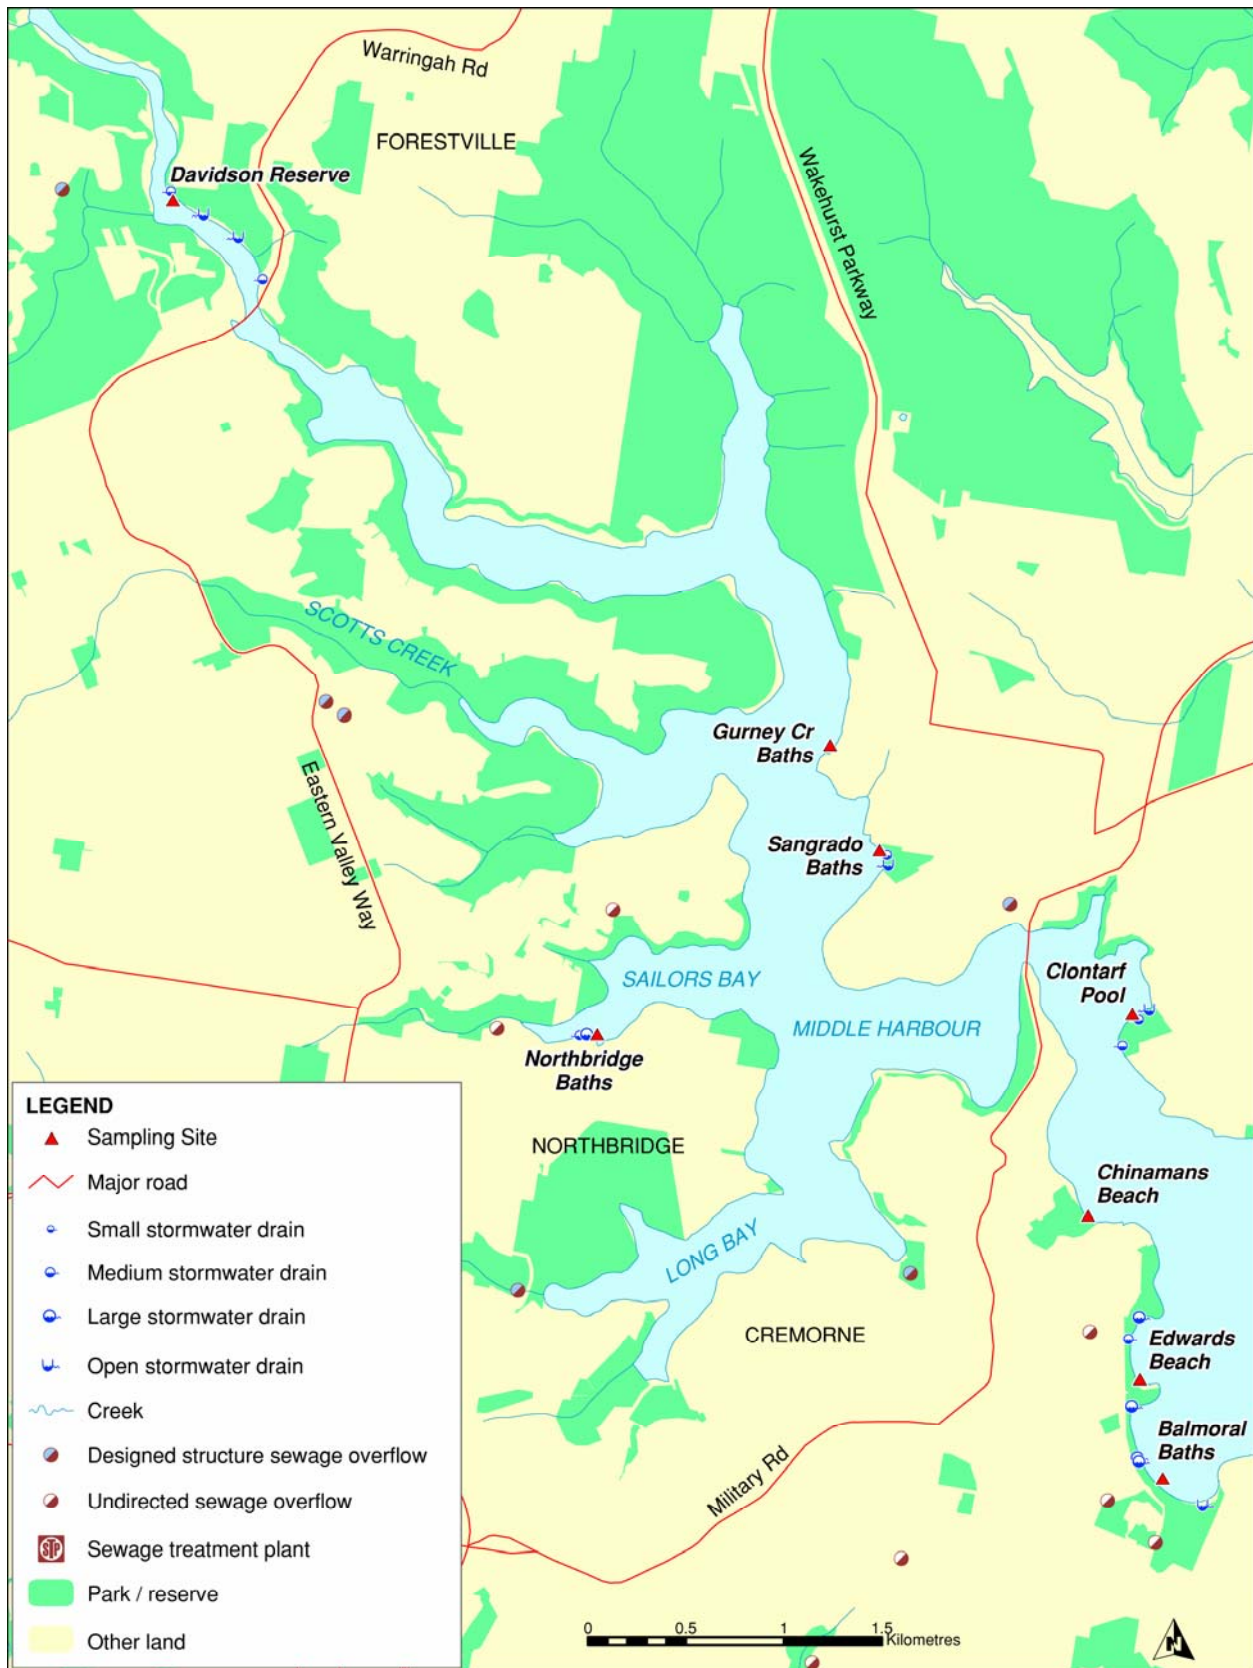 Warringah Rd
FORESTVILLE
Davidson Reserve
Wakehurst Parkway
SCOTTS CREEK
Gurney Cr
Baths
Eastern Valley Way
Sangrado
Baths
SAILORS BAY
Clontarf
Pool
MIDDLE HARBOUR
Northbridge
Baths
NORTHBRIDGE
Chinamans
Beach
LONG BAY
CREMORNE
Edwards
Beach
Balmoral
Baths
Military Rd
LEGEND
Sampling Site
Major road
Small stormwater drain
Medium stormwater drain
Large stormwater drain
Open stormwater drain
Creek
Designed structure sewage overflow
Undirected sewage overflow
STP
Sewage treatment plant
Park / reserve
Other land
0 0.5 1 1.5
Kilometres
N